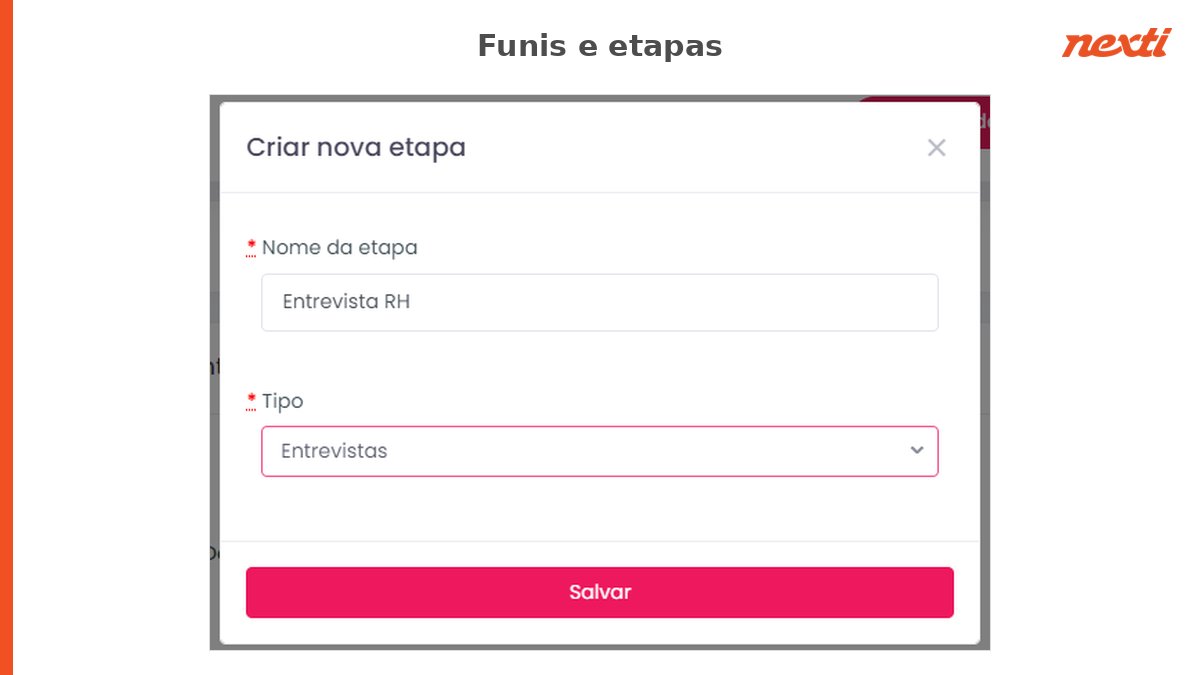 Funis e etapas
nexti
Criar nova etapa
* Nome da etapa
Entrevista RH
* Tipo
Entrevistas
Salvar